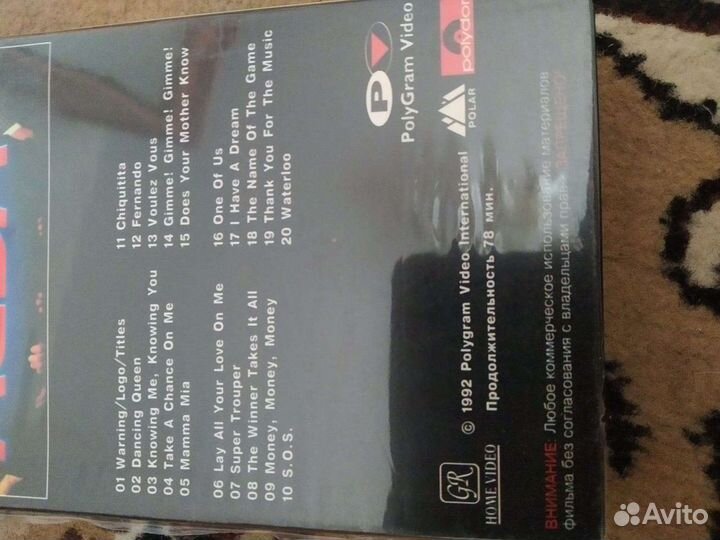 01 Warning/Logo/Titles
02 Dancing Queen
03 Knowing Me, Knowing You
04 Take A Chance On Me
05 Mamma Mia
06 Lay All Your Love On Me
07 Super Trouper
08 The Winner Takes It All
09 Money, Money, Money
10 S.O.S.
11 Chiquitita
12 Fernando
13 Voulez Vous
14 Gimme! Gimme! Gimme!
15 Does Your Mother Know
16 One Of Us
17 I Have A Dream
18 The Name Of The Game
19 Thank You For The Music
20 Waterloo
PV
PolyGram Video
POLAR
polydor
GR
HOME VIDEO
© 1992 Polygram Video International
Продолжительность 78 мин.
ВНИМАНИЕ: Любое коммерческое использование материалов
фильма без согласования с владельцами прав ЗАПРЕЩЕНО!
Avito